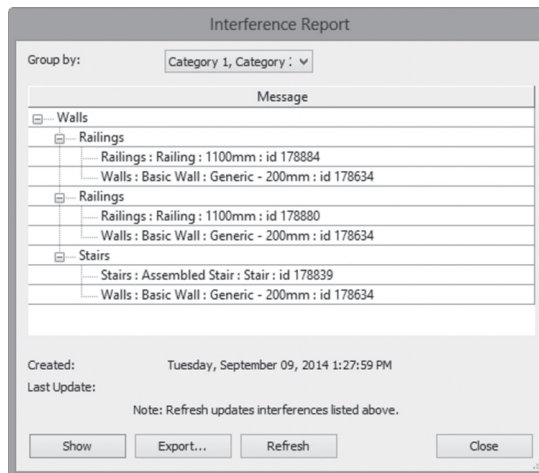 Interference Report
Group by: Category 1, Category 2
Message
Walls
Railings
Railings : Railing : 1100mm : id 178884
Walls : Basic Wall : Generic - 200mm : id 178634
Railings
Railings : Railing : 1100mm : id 178880
Walls : Basic Wall : Generic - 200mm : id 178634
Stairs
Stairs : Assembled Stair : Stair : id 178839
Walls : Basic Wall : Generic - 200mm : id 178634
Created: Tuesday, September 09, 2014 1:27:59 PM
Last Update:
Note: Refresh updates interferences listed above.
Show Export... Refresh Close